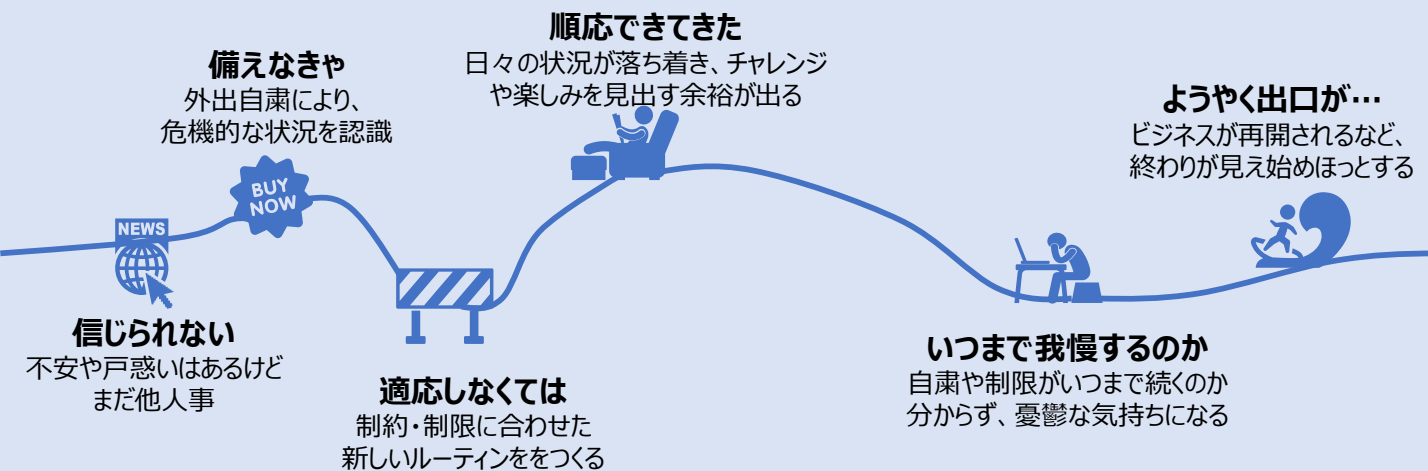 信じられない
不安や戸惑いはあるけど
まだ他人事
NEWS
備えなきゃ
外出自粛により、
危機的な状況を認識
BUY
NOW
適応しなくては
制約・制限に合わせた
新しいルーティンををつくる
順応できてきた
日々の状況が落ち着き、チャレンジ
や楽しみを見出す余裕が出る
いつまで我慢するのか
自粛や制限がいつまで続くのか
分からず、憂鬱な気持ちになる
ようやく出口が…
ビジネスが再開されるなど、
終わりが見え始めほっとする